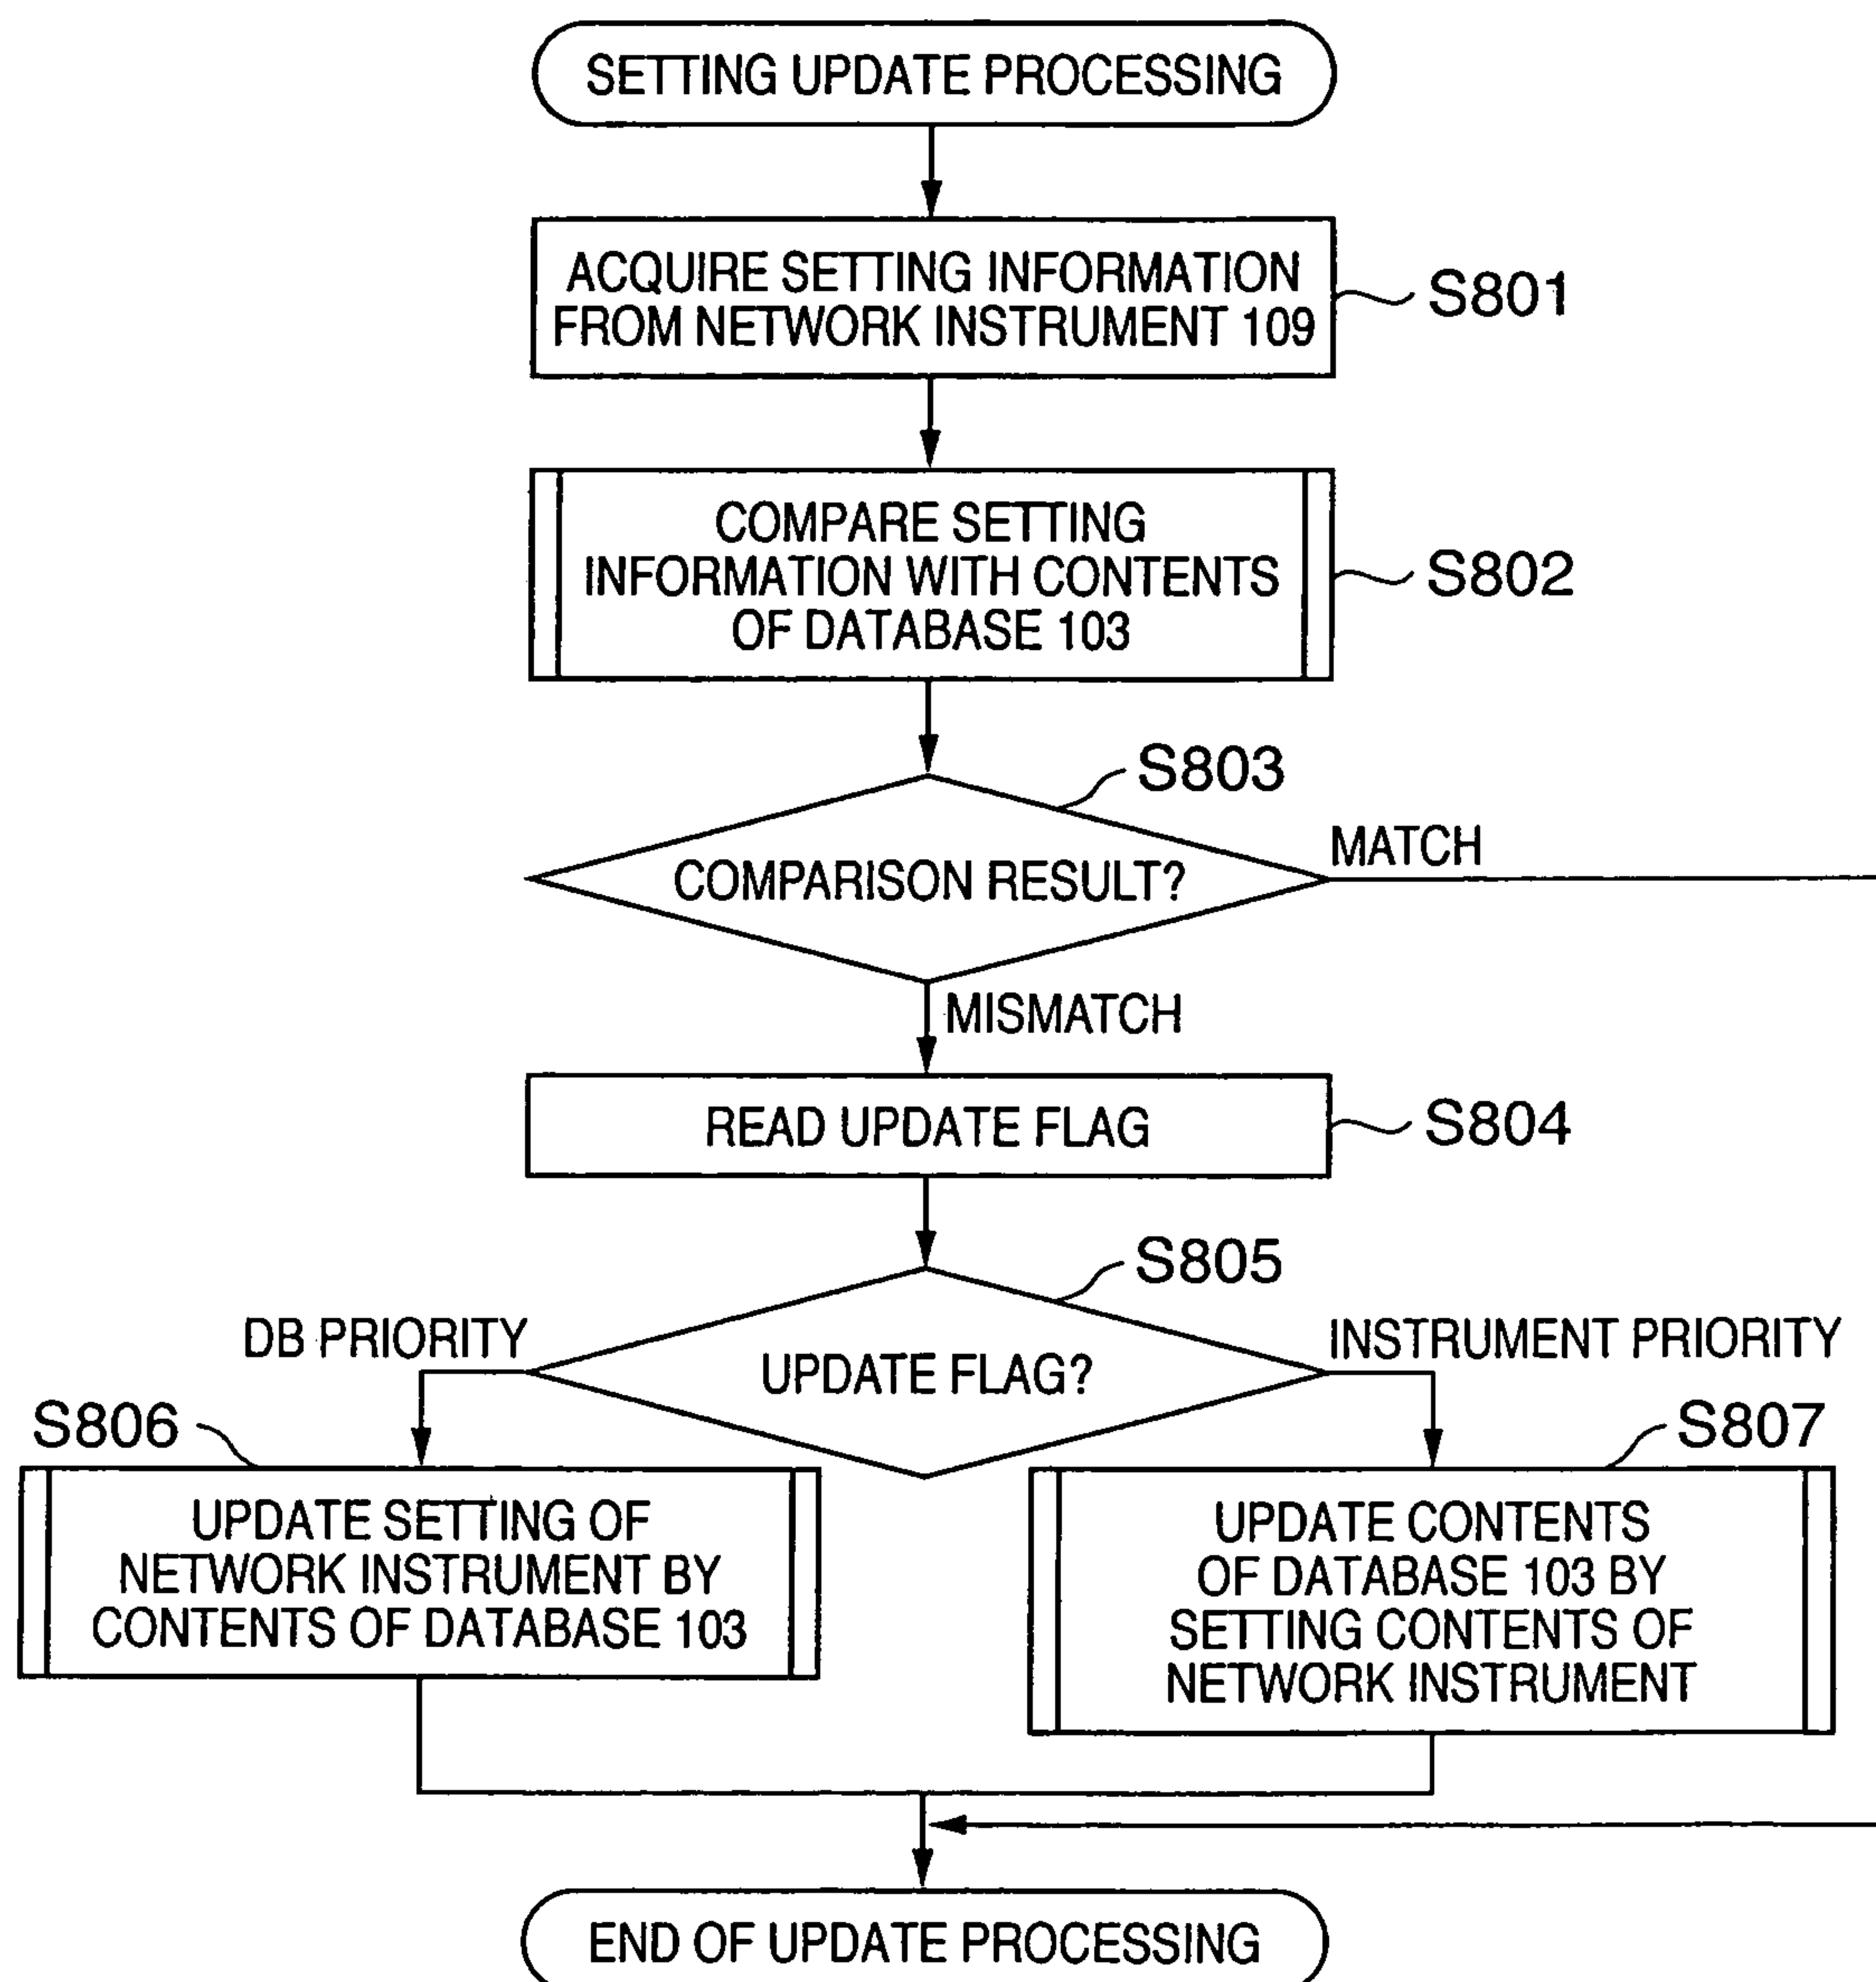 SETTING UPDATE PROCESSING
ACQUIRE SETTING INFORMATION
FROM NETWORK INSTRUMENT 109
S801
COMPARE SETTING
INFORMATION WITH CONTENTS
OF DATABASE 103
S802
S803
COMPARISON RESULT?
MATCH
MISMATCH
READ UPDATE FLAG
S804
S805
DB PRIORITY
UPDATE FLAG?
INSTRUMENT PRIORITY
S806
UPDATE SETTING OF
NETWORK INSTRUMENT BY
CONTENTS OF DATABASE 103
S807
UPDATE CONTENTS
OF DATABASE 103 BY
SETTING CONTENTS OF
NETWORK INSTRUMENT
END OF UPDATE PROCESSING